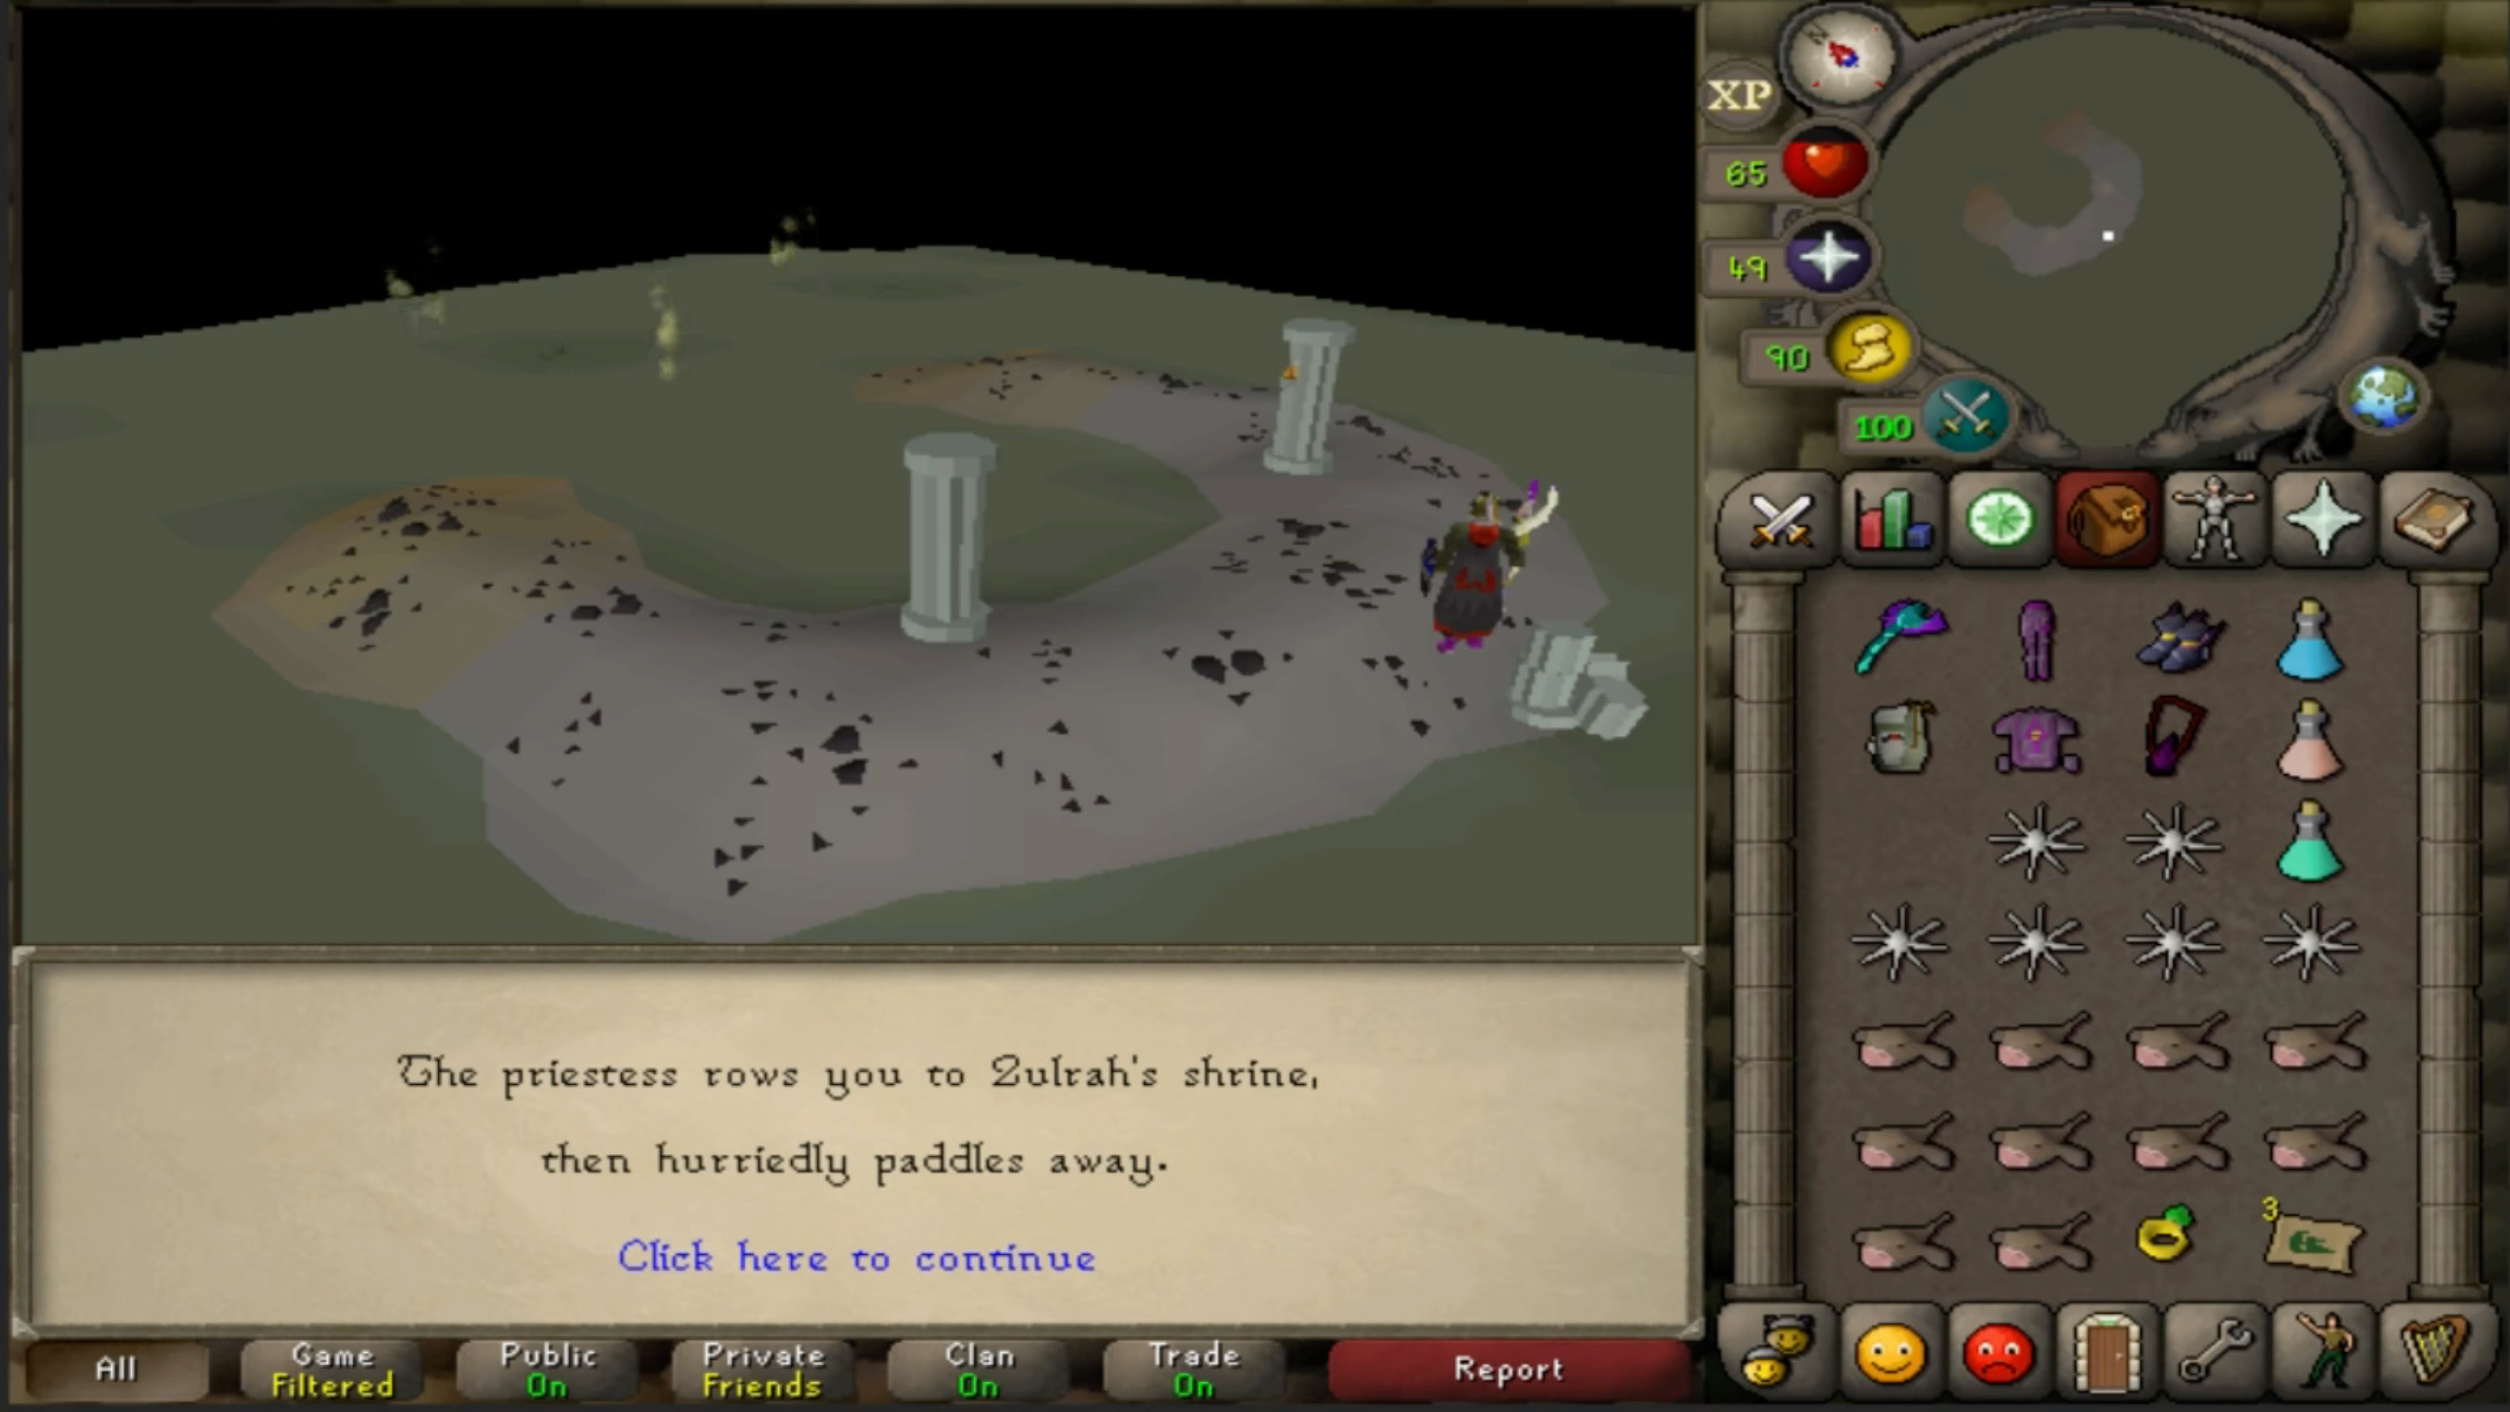 N
XP
65
49
90
100
3
The priestess rows you to Zulrah's shrine,
then hurriedly paddles away.
Click here to continue
All
Game
Filtered
Public
On
Private
Friends
Clan
On
Trade
On
Report